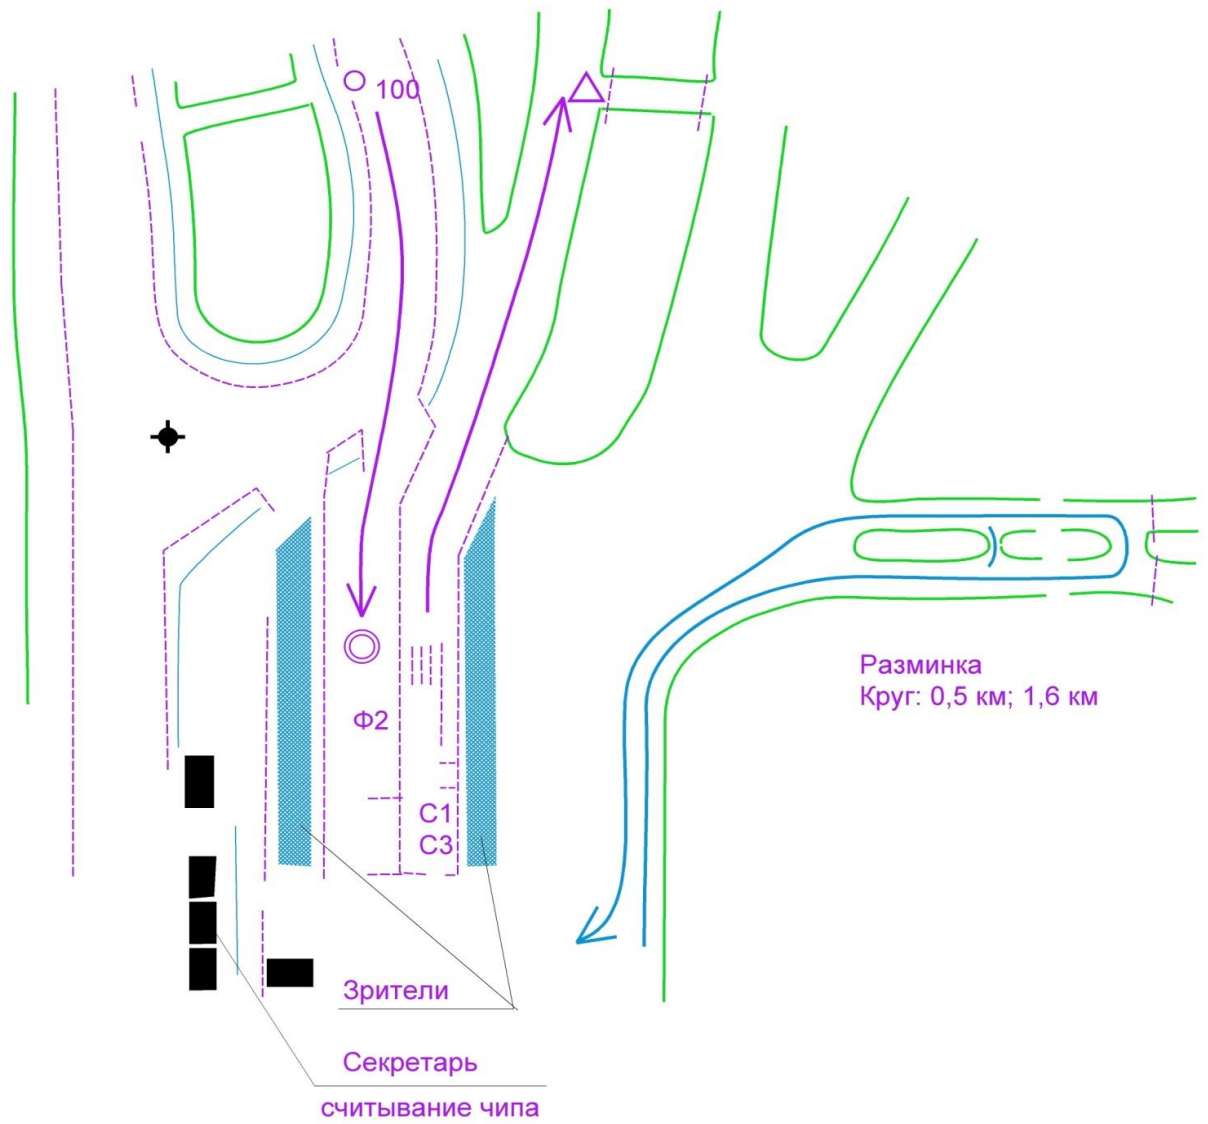 100
Разминка
Круг: 0,5 км; 1,6 км
Ф2
С1
С3
Зрители
Секретарь
считывание чипа